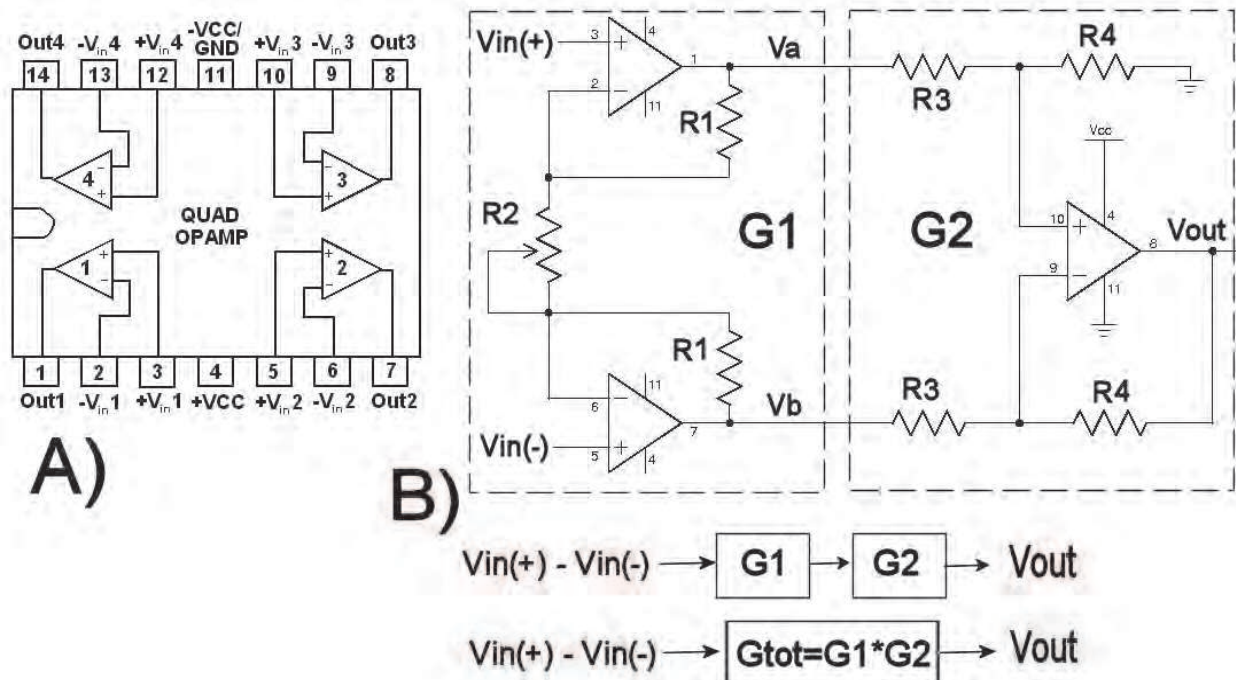 Out4 -Vin4 +Vin4 -VCC/GND +Vin3 -Vin3 Out3
14 13 12 11 10 9 8
4 - +
- + 3
QUAD
OPAMP
1 + -
+ - 2
1 2 3 4 5 6 7
Out1 -Vin1 +Vin1 +VCC +Vin2 -Vin2 Out2
A)
Vin(+) 3 + 4 1 Va
2 - 11
R1
R2
G1
R1
6 - 11 7 Vb
Vin(-) 5 + 4
R3 R4
Vcc
G2
10 + 4 8 Vout
9 - 11
R3 R4
B)
Vin(+) - Vin(-) G1 G2 Vout
Vin(+) - Vin(-) Gtot=G1*G2 Vout